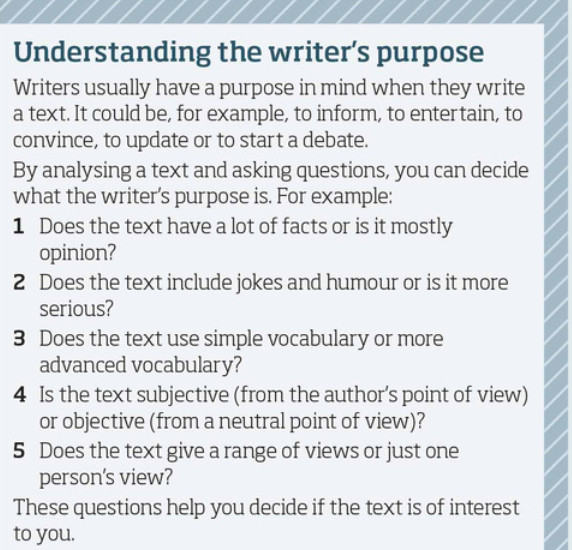 Understanding the writer's purpose
Writers usually have a purpose in mind when they write
a text. It could be, for example, to inform, to entertain, to
convince, to update or to start a debate.
By analysing a text and asking questions, you can decide
what the writer's purpose is. For example:
1 Does the text have a lot of facts or is it mostly
opinion?
2 Does the text include jokes and humour or is it more
serious?
3 Does the text use simple vocabulary or more
advanced vocabulary?
4 Is the text subjective (from the author's point of view)
or objective (from a neutral point of view)?
5 Does the text give a range of views or just one
person's view?
These questions help you decide if the text is of interest
to you.